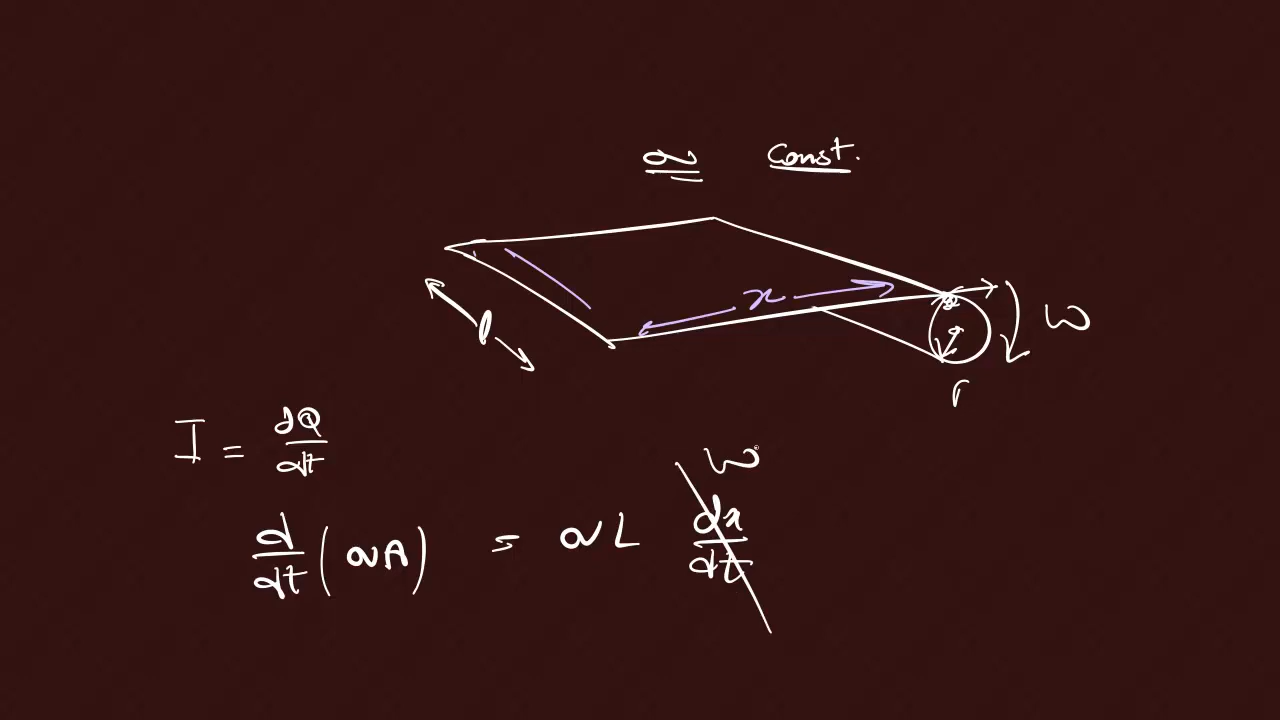 σ const.
x
l
ω
r
I = dQ/dt
ω
d/dt (σA) = σL dx/dt